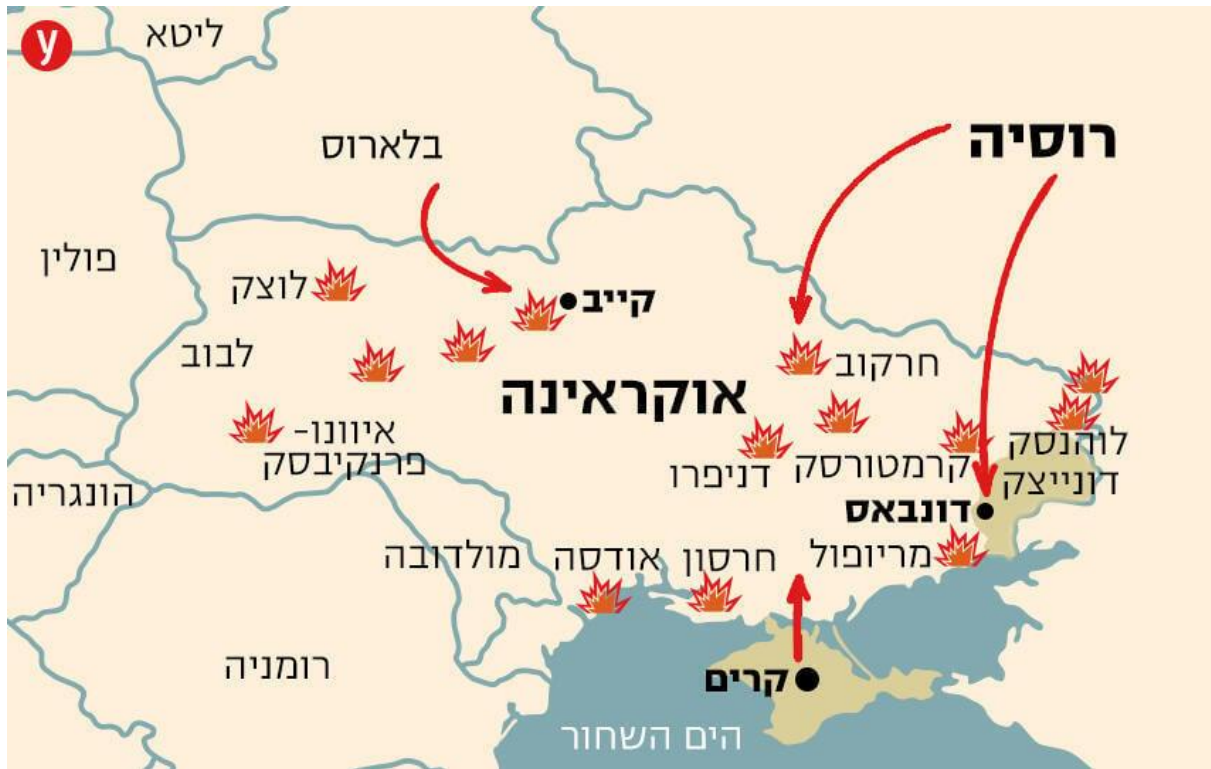 y
ליטא
רוסיה
בלארוס
פולין
לוצק
קייב
לבוב
חרקוב
אוקראינה
איוונו-
פרנקיבסק
דניפרו
קרמטורסק
לוהנסק
דונייצק
הונגריה
דונבאס
מולדובה
אודסה
חרסון
מריופול
רומניה
קרים
הים השחור